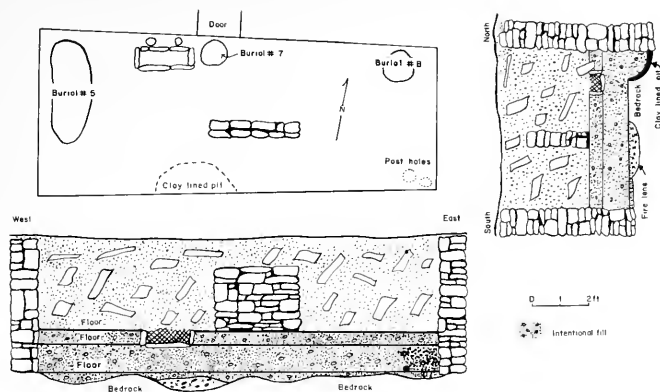 Door
Burial # 5
Burial # 7
Burial # 8
N
Post holes
Clay lined pit
West
East
Floor
Floor
Floor
Bedrock
Bedrock
North
South
Bedrock
Clay lined pit
Fire lens
0 1 2ft
Intentional fill